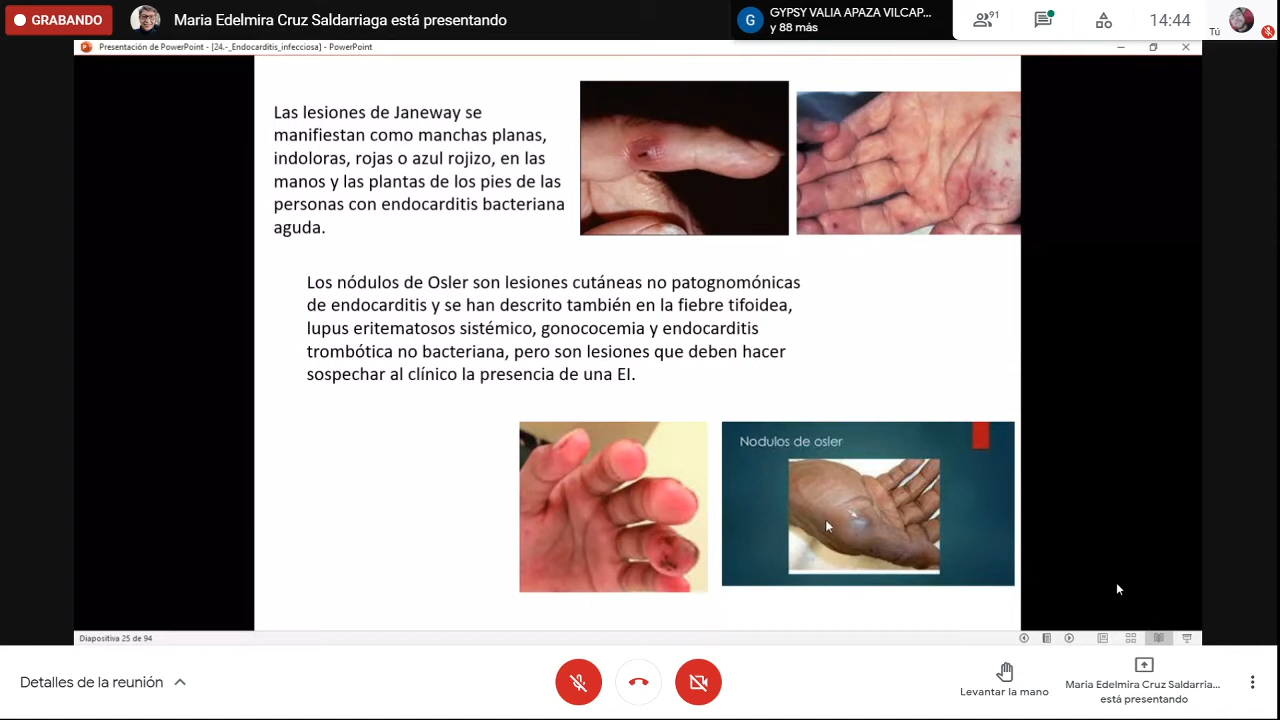 GRABANDO
Maria Edelmira Cruz Saldarriaga está presentando
G
GYPSY VALIA APAZA VILCAP...
y 88 más
91
14:44
Tú
Presentación de PowerPoint - [24.-_Endocarditis_infecciosa] - PowerPoint
Las lesiones de Janeway se
manifiestan como manchas planas,
indoloras, rojas o azul rojizo, en las
manos y las plantas de los pies de las
personas con endocarditis bacteriana
aguda.
Los nódulos de Osler son lesiones cutáneas no patognomónicas
de endocarditis y se han descrito también en la fiebre tifoidea,
lupus eritematosos sistémico, gonococemia y endocarditis
trombótica no bacteriana, pero son lesiones que deben hacer
sospechar al clínico la presencia de una EI.
Nodulos de osler
Diapositiva 25 de 94
Detalles de la reunión
Levantar la mano
Maria Edelmira Cruz Saldarria...
está presentando